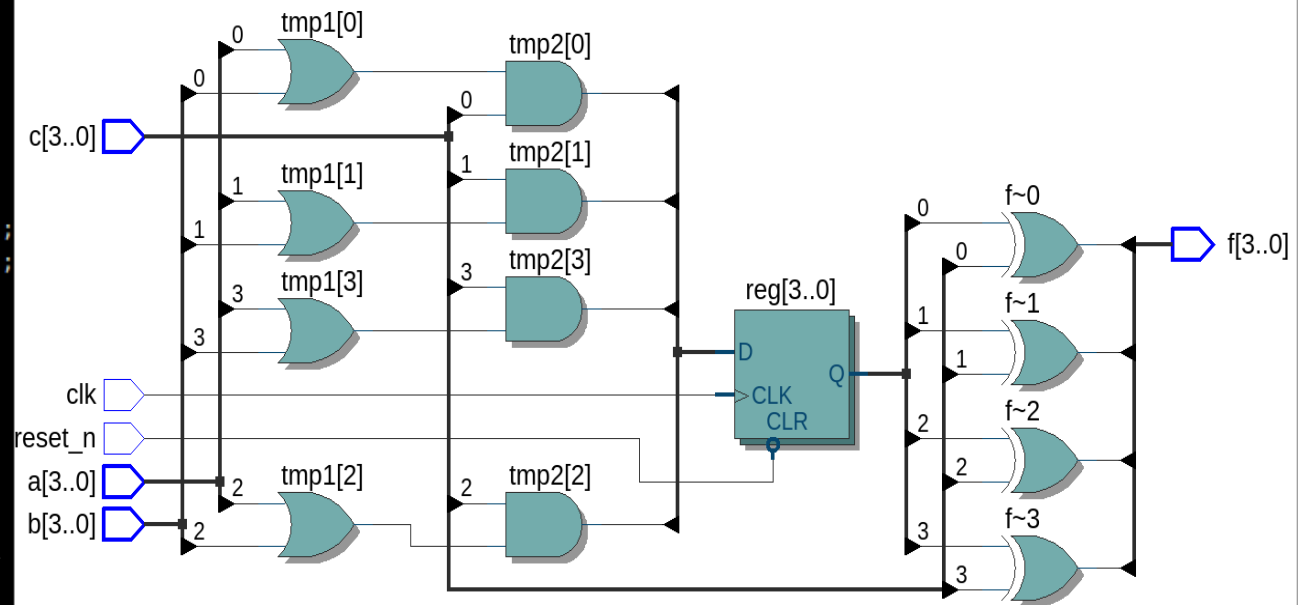 tmp1[0]
0
tmp2[0]
0
0
c[3..0]
tmp2[1]
1
tmp1[1]
1
f~0
0
1
f[3..0]
0
tmp2[3]
3
tmp1[3]
3
reg[3..0]
f~1
1
3
D
1
Q
clk
CLK
f~2
CLR
2
reset_n
2
a[3..0]
tmp1[2]
2
tmp2[2]
2
b[3..0]
2
f~3
3
3
;
;